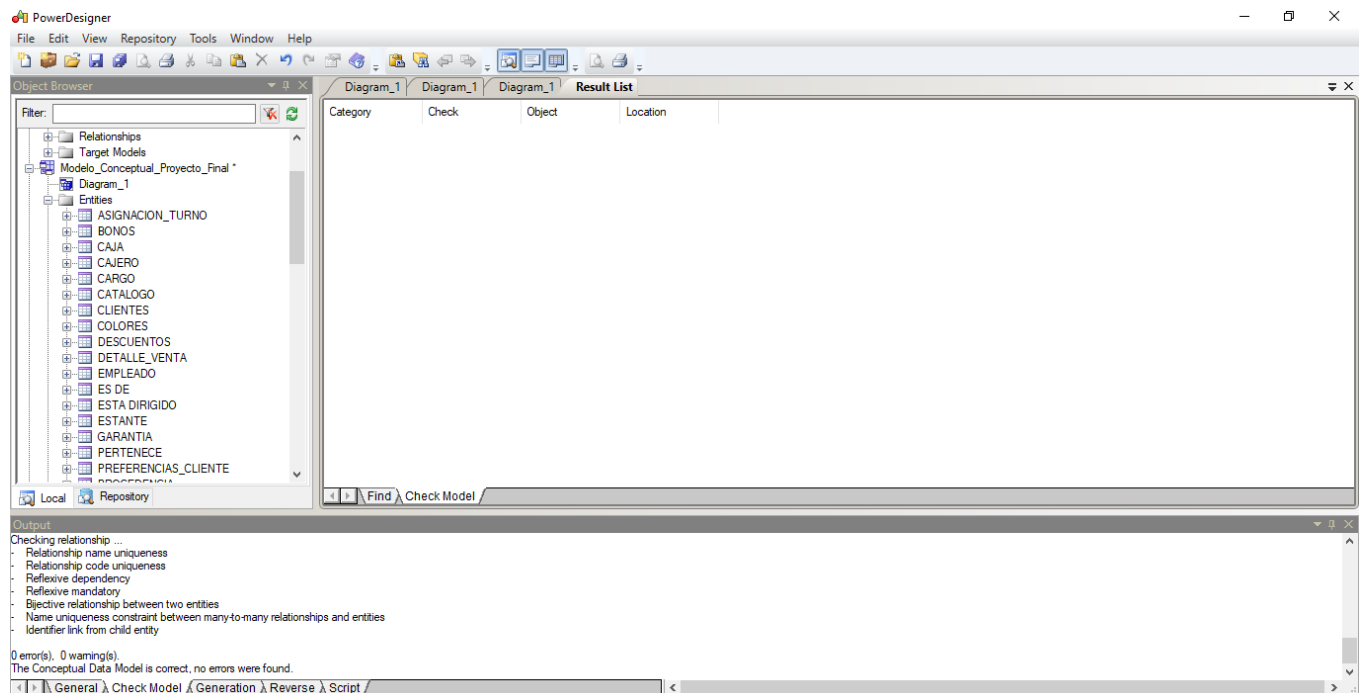 PowerDesigner
File Edit View Repository Tools Window Help
Object Browser
Filter:
Relationships
Target Models
Modelo_Conceptual_Proyecto_Final *
Diagram_1
Entities
ASIGNACION_TURNO
BONOS
CAJA
CAJERO
CARGO
CATALOGO
CLIENTES
COLORES
DESCUENTOS
DETALLE_VENTA
EMPLEADO
ES DE
ESTA DIRIGIDO
ESTANTE
GARANTIA
PERTENECE
PREFERENCIAS_CLIENTE
Local Repository
Diagram_1 Diagram_1 Diagram_1 Result List
Category Check Object Location
Find Check Model
Output
Checking relationship ...
- Relationship name uniqueness
- Relationship code uniqueness
- Reflexive dependency
- Reflexive mandatory
- Bijective relationship between two entities
- Name uniqueness constraint between many-to-many relationships and entities
- Identifier link from child entity
0 error(s), 0 warning(s).
The Conceptual Data Model is correct, no errors were found.
General Check Model Generation Reverse Script